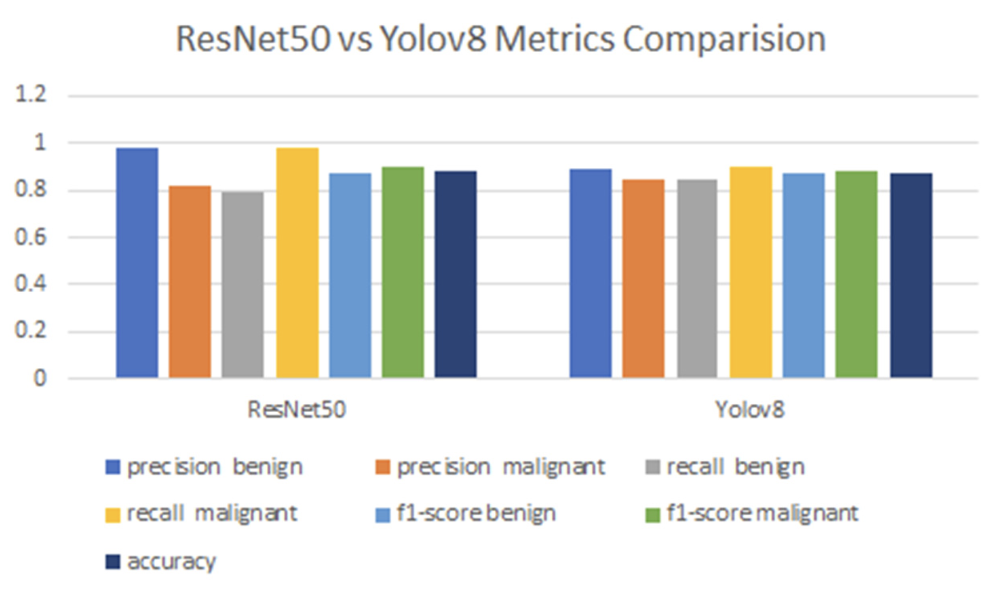 ResNet50 vs Yolov8 Metrics Comparision
1.2
1
0.8
0.6
0.4
0.2
0
ResNet50 Yolov8
precision benign precision malignant recall benign
recall malignant f1-score benign f1-score malignant
accuracy